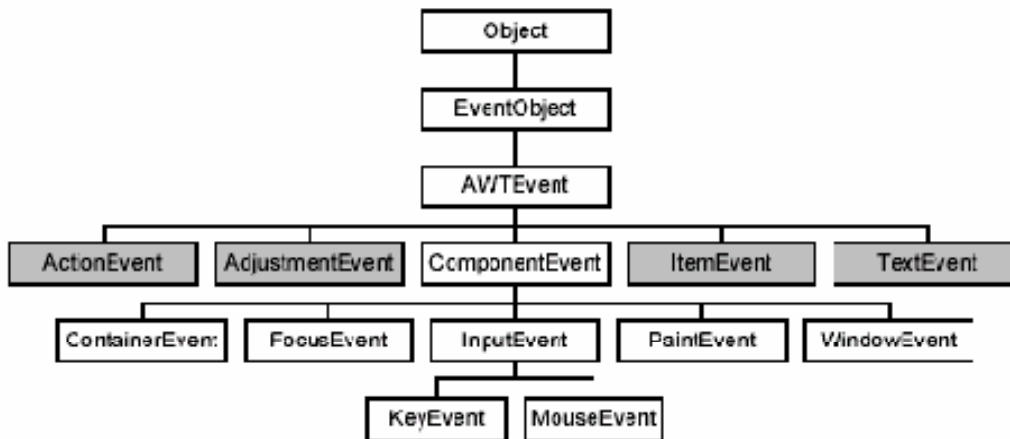 Object
EventObject
AWTEvent
ActionEvent AdjustmentEvent ComponentEvent ItemEvent TextEvent
ContainerEvent FocusEvent InputEvent PaintEvent WindowEvent
KeyEvent MouseEvent